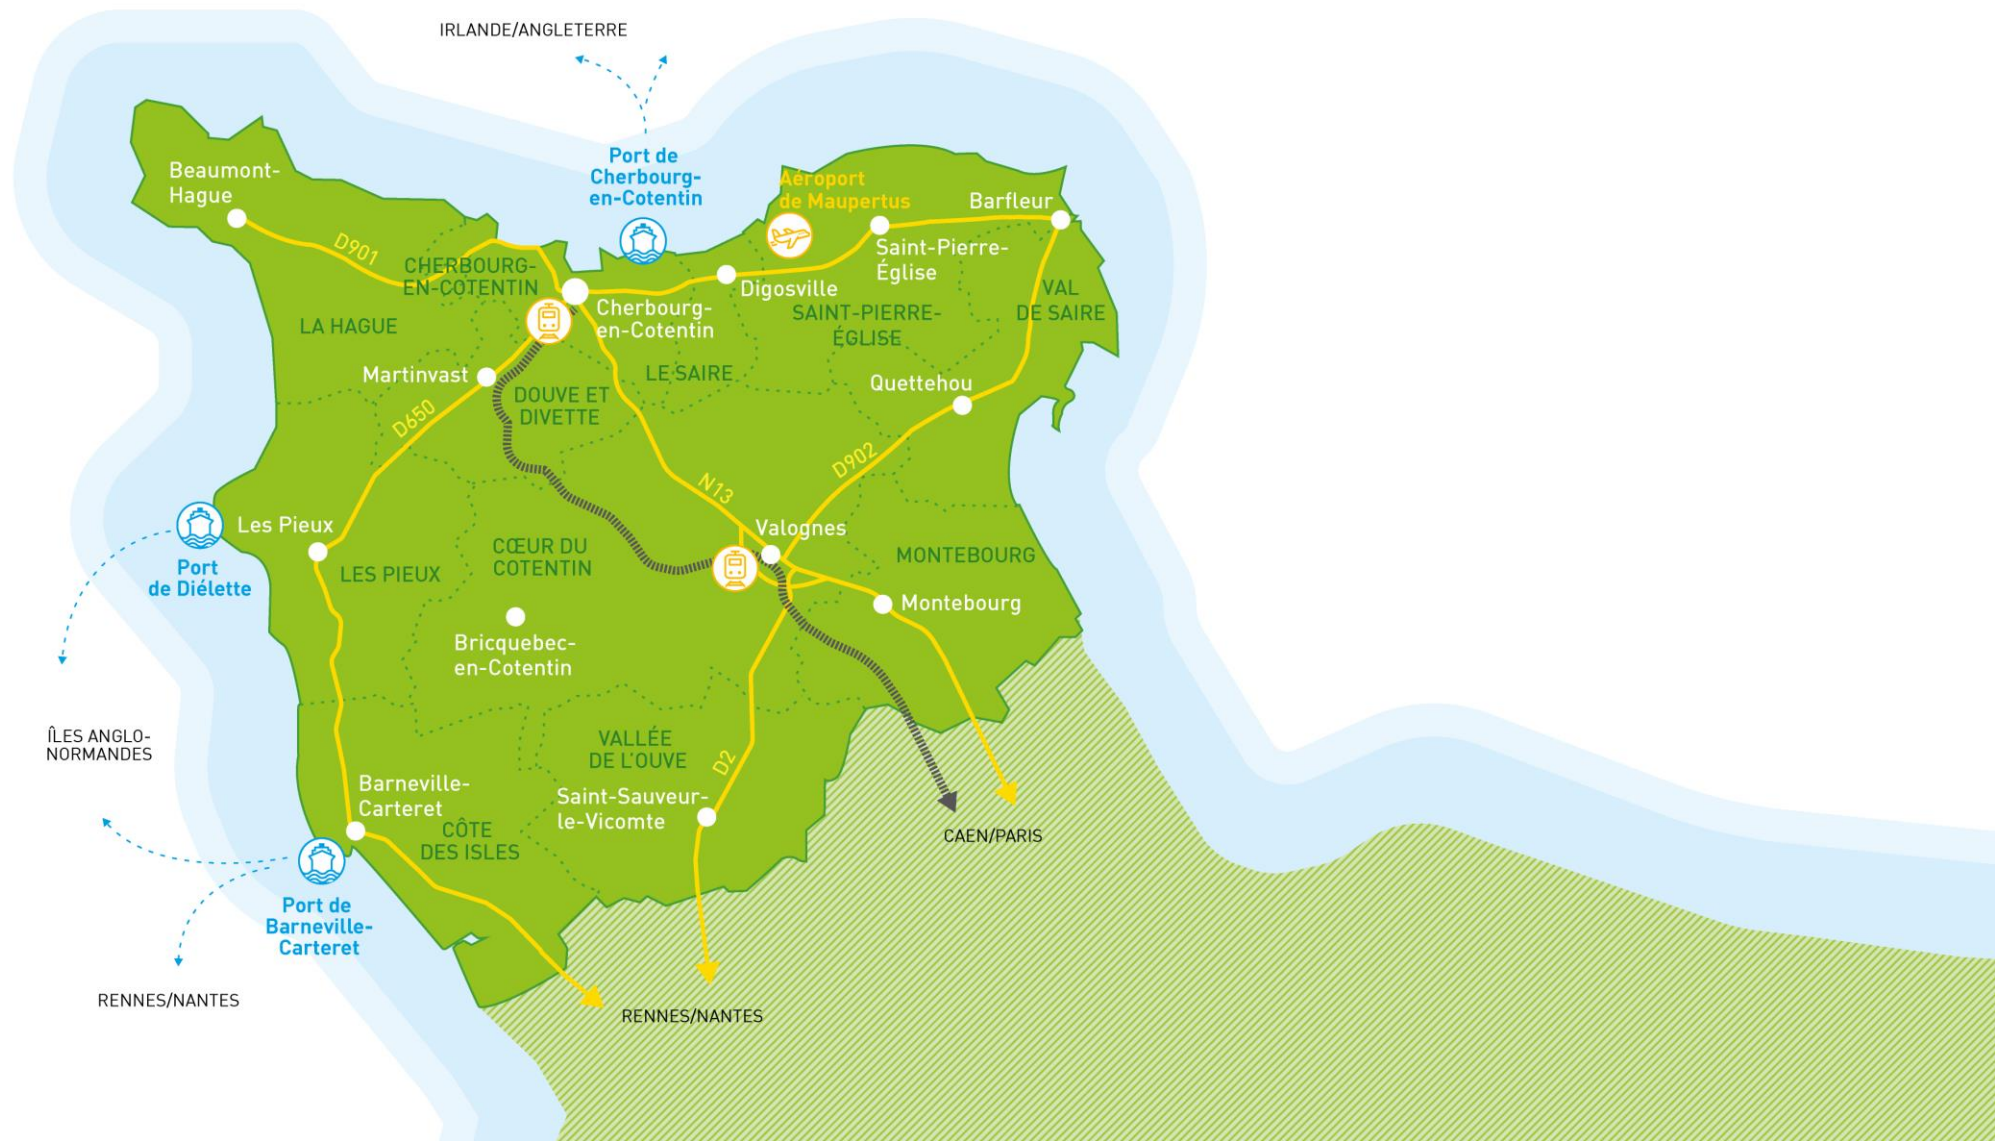 IRLANDE/ANGLETERRE
Port de
Cherbourg-
en-Cotentin
Beaumont-
Hague
Aéroport
de Maupertus
Barfleur
D901
Saint-Pierre-
Église
CHERBOURG-
EN-COTENTIN
Digosville
VAL
DE SAIRE
Cherbourg-
en-Cotentin
LA HAGUE
SAINT-PIERRE-
ÉGLISE
Martinvast
LE SAIRE
Quettehou
DOUVE ET
DIVETTE
D650
D902
N13
Les Pieux
Valognes
Port
de Diélette
LES PIEUX
CŒUR DU
COTENTIN
MONTEBOURG
Montebourg
Bricquebec-
en-Cotentin
ÎLES ANGLO-
NORMANDES
VALLÉE
DE L'OUVE
D2
Barneville-
Carteret
Saint-Sauveur-
le-Vicomte
CÔTE
DES ISLES
CAEN/PARIS
Port de
Barneville-
Carteret
RENNES/NANTES
RENNES/NANTES